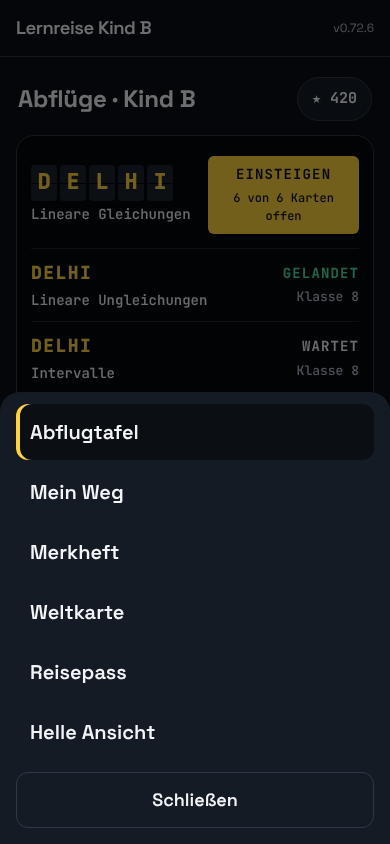 Lernreise Kind B
v0.72.6
Abflüge · Kind B
★ 420
DELHI
Lineare Gleichungen
EINSTEIGEN
6 von 6 Karten
offen
DELHI
GELANDET
Lineare Ungleichungen
Klasse 8
DELHI
WARTET
Intervalle
Klasse 8
Abflugtafel
Mein Weg
Merkheft
Weltkarte
Reisepass
Helle Ansicht
Schließen